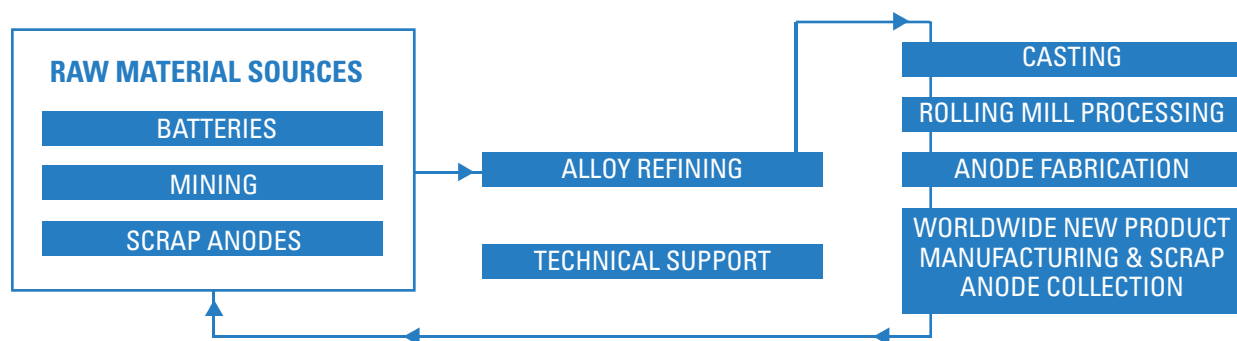 RAW MATERIAL SOURCES
BATTERIES
MINING
SCRAP ANODES
ALLOY REFINING
TECHNICAL SUPPORT
CASTING
ROLLING MILL PROCESSING
ANODE FABRICATION
WORLDWIDE NEW PRODUCT
MANUFACTURING & SCRAP
ANODE COLLECTION